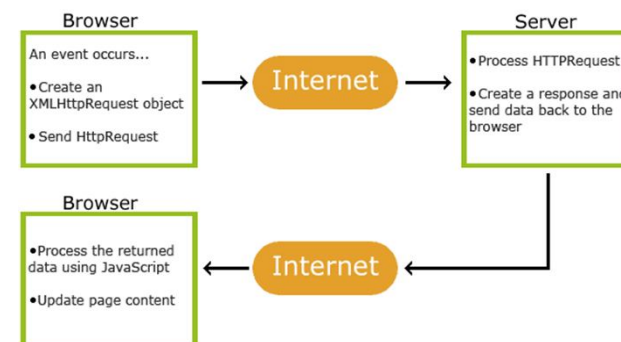 Browser
An event occurs...
•Create an
XMLHttpRequest object
•Send HttpRequest
Internet
Internet
Server
•Process HTTPRequest
•Create a response and
send data back to the
browser
Browser
•Process the returned
data using JavaScript
•Update page content